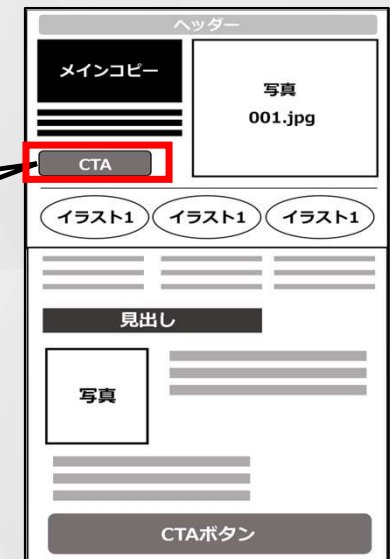 ヘッダー
メインコピー
写真
001.jpg
CTA
イラスト1
イラスト1
イラスト1
見出し
写真
CTAボタン